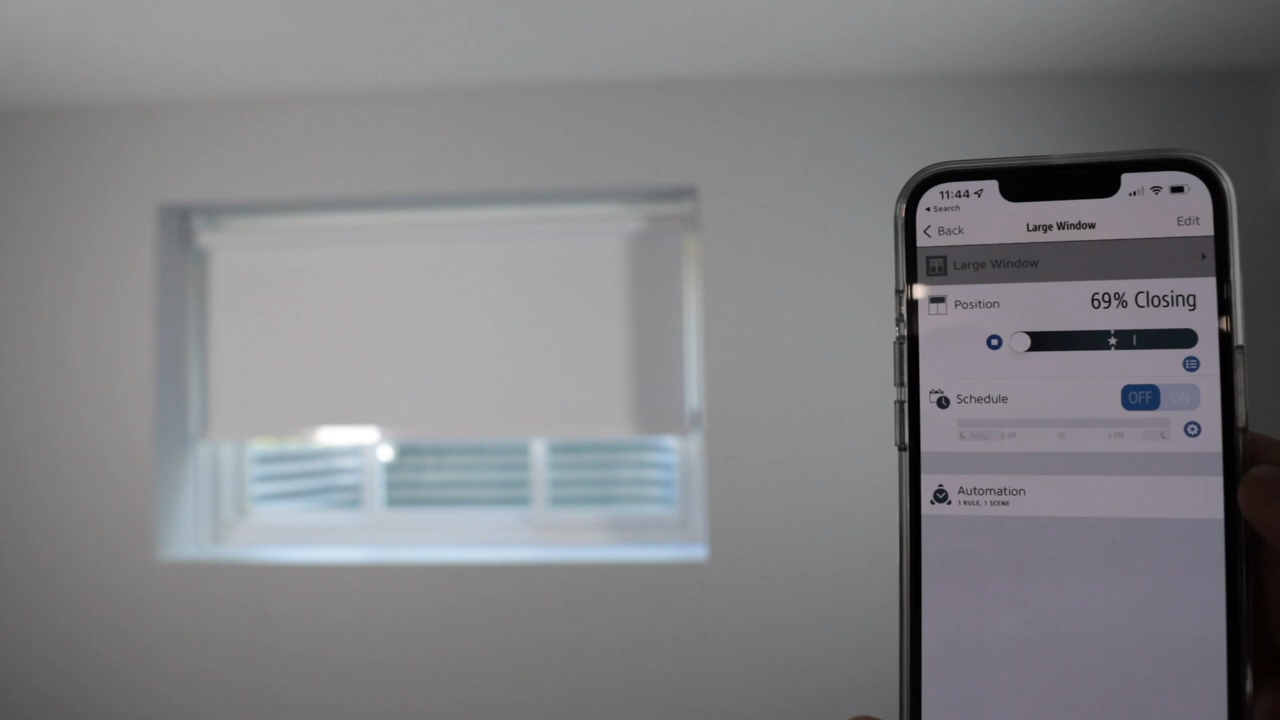 11:44
Search
Back
Large Window
Edit
Large Window
Position
69% Closing
Schedule
OFF
ON
Automation
1 RULE, 1 SCENE